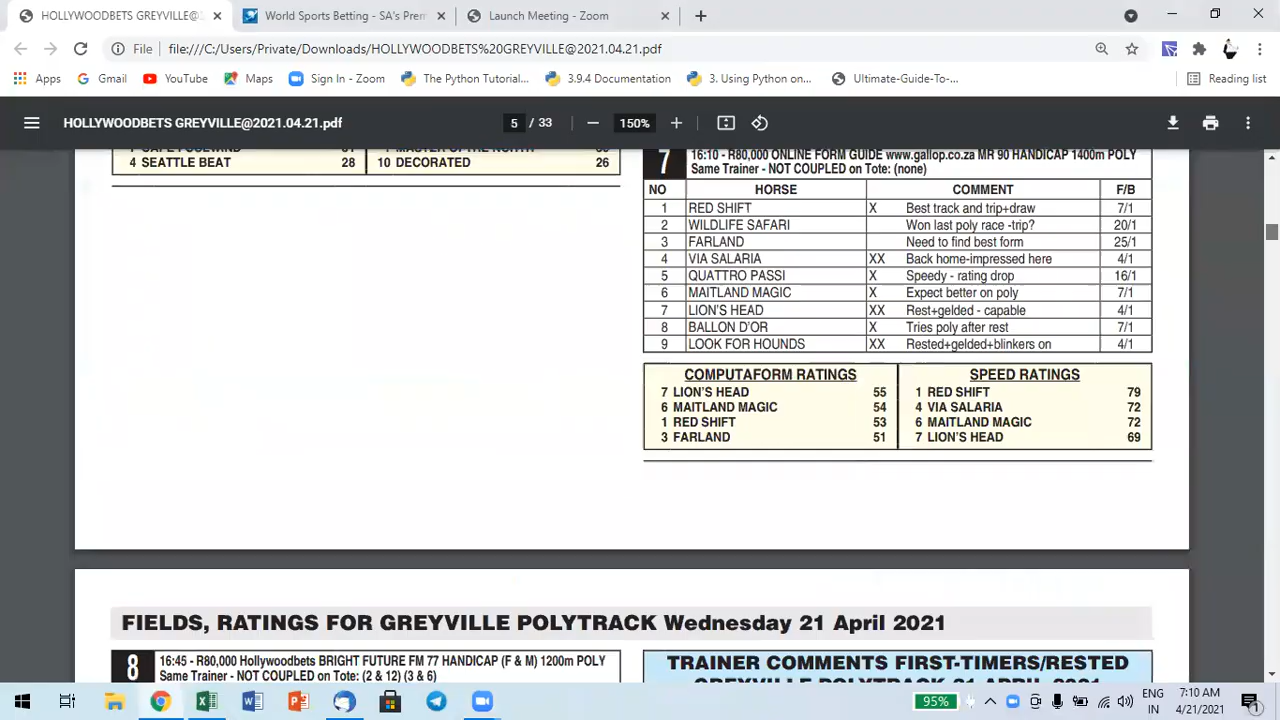 HOLLYWOODBETS GREYVILLE@
World Sports Betting - SA's Prem
Launch Meeting - Zoom
File file:///C:/Users/Private/Downloads/HOLLYWOODBETS%20GREYVILLE@2021.04.21.pdf
Apps Gmail YouTube Maps Sign In - Zoom The Python Tutorial... 3.9.4 Documentation 3. Using Python on... Ultimate-Guide-To-... Reading list
HOLLYWOODBETS GREYVILLE@2021.04.21.pdf 5 / 33 150%
4 SEATTLE BEAT 28 10 DECORATED 26
7 16:10 - R80,000 ONLINE FORM GUIDE www.gallop.co.za MR 90 HANDICAP 1400m POLY
Same Trainer - NOT COUPLED on Tote: (none)
NO HORSE COMMENT F/B
1 RED SHIFT X Best track and trip+draw 7/1
2 WILDLIFE SAFARI Won last poly race -trip? 20/1
3 FARLAND Need to find best form 25/1
4 VIA SALARIA XX Back home-impressed here 4/1
5 QUATTRO PASSI X Speedy - rating drop 16/1
6 MAITLAND MAGIC X Expect better on poly 7/1
7 LION'S HEAD XX Rest+gelded - capable 4/1
8 BALLON D'OR X Tries poly after rest 7/1
9 LOOK FOR HOUNDS XX Rested+gelded+blinkers on 4/1
COMPUTAFORM RATINGS
7 LION'S HEAD 55
6 MAITLAND MAGIC 54
1 RED SHIFT 53
3 FARLAND 51
SPEED RATINGS
1 RED SHIFT 79
4 VIA SALARIA 72
6 MAITLAND MAGIC 72
7 LION'S HEAD 69
FIELDS, RATINGS FOR GREYVILLE POLYTRACK Wednesday 21 April 2021
8 16:45 - R80,000 Hollywoodbets BRIGHT FUTURE FM 77 HANDICAP (F & M) 1200m POLY
Same Trainer - NOT COUPLED on Tote: (2 & 12) (3 & 6)
TRAINER COMMENTS FIRST-TIMERS/RESTED
GREYVILLE POLYTRACK 21 APRIL 2021
95%
ENG
IN
7:10 AM
4/21/2021